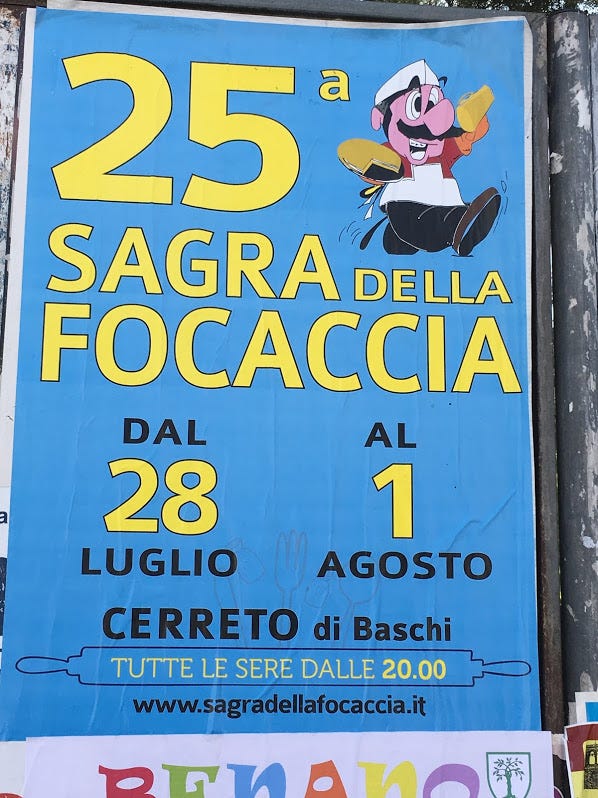 25ª
SAGRA DELLA
FOCACCIA
DAL AL
28 1
LUGLIO AGOSTO
CERRETO di Baschi
TUTTE LE SERE DALLE 20.00
www.sagradellafocaccia.it
BENANO